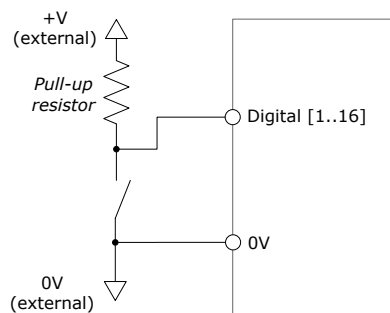 +V
(external)
Pull-up
resistor
Digital [1..16]
0V
0V
(external)